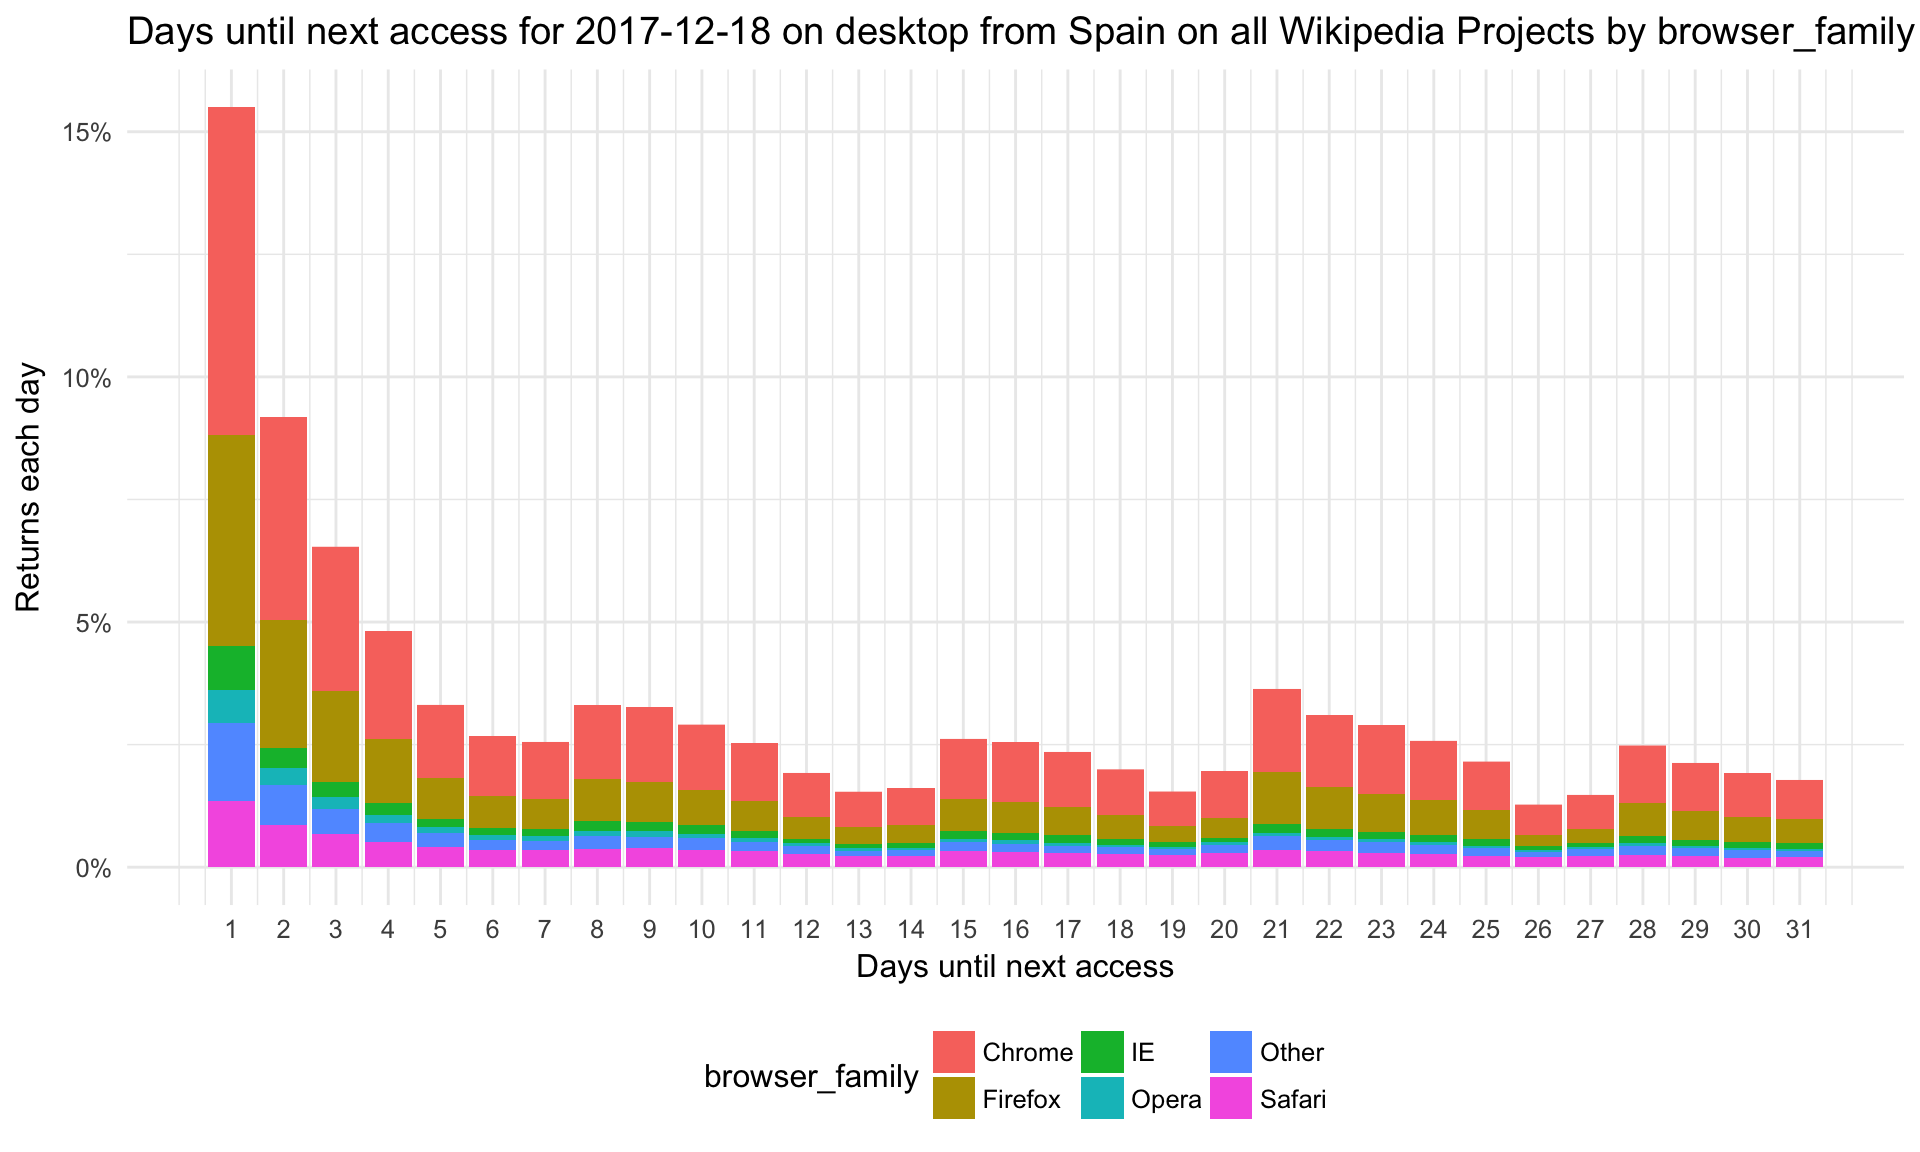 Days until next access for 2017-12-18 on desktop from Spain on all Wikipedia Projects by browser_family
Returns each day
15%
10%
5%
0%
1 2 3 4 5 6 7 8 9 10 11 12 13 14 15 16 17 18 19 20 21 22 23 24 25 26 27 28 29 30 31
Days until next access
browser_family
Chrome IE Other
Firefox Opera Safari